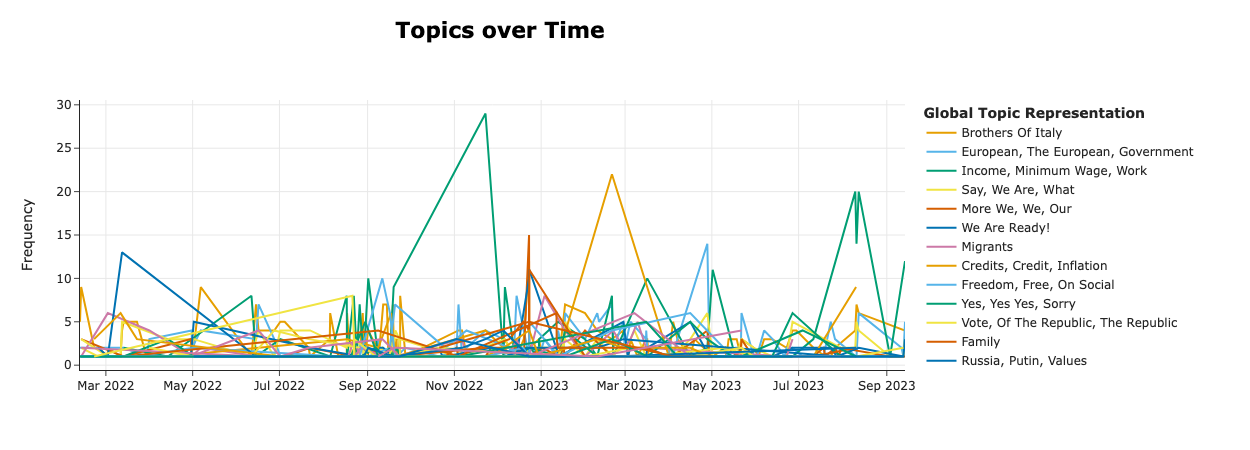 Topics over Time
Frequency
30
25
20
15
10
5
0
Mar 2022
May 2022
Jul 2022
Sep 2022
Nov 2022
Jan 2023
Mar 2023
May 2023
Jul 2023
Sep 2023
Global Topic Representation
Brothers Of Italy
European, The European, Government
Income, Minimum Wage, Work
Say, We Are, What
More We, We, Our
We Are Ready!
Migrants
Credits, Credit, Inflation
Freedom, Free, On Social
Yes, Yes Yes, Sorry
Vote, Of The Republic, The Republic
Family
Russia, Putin, Values